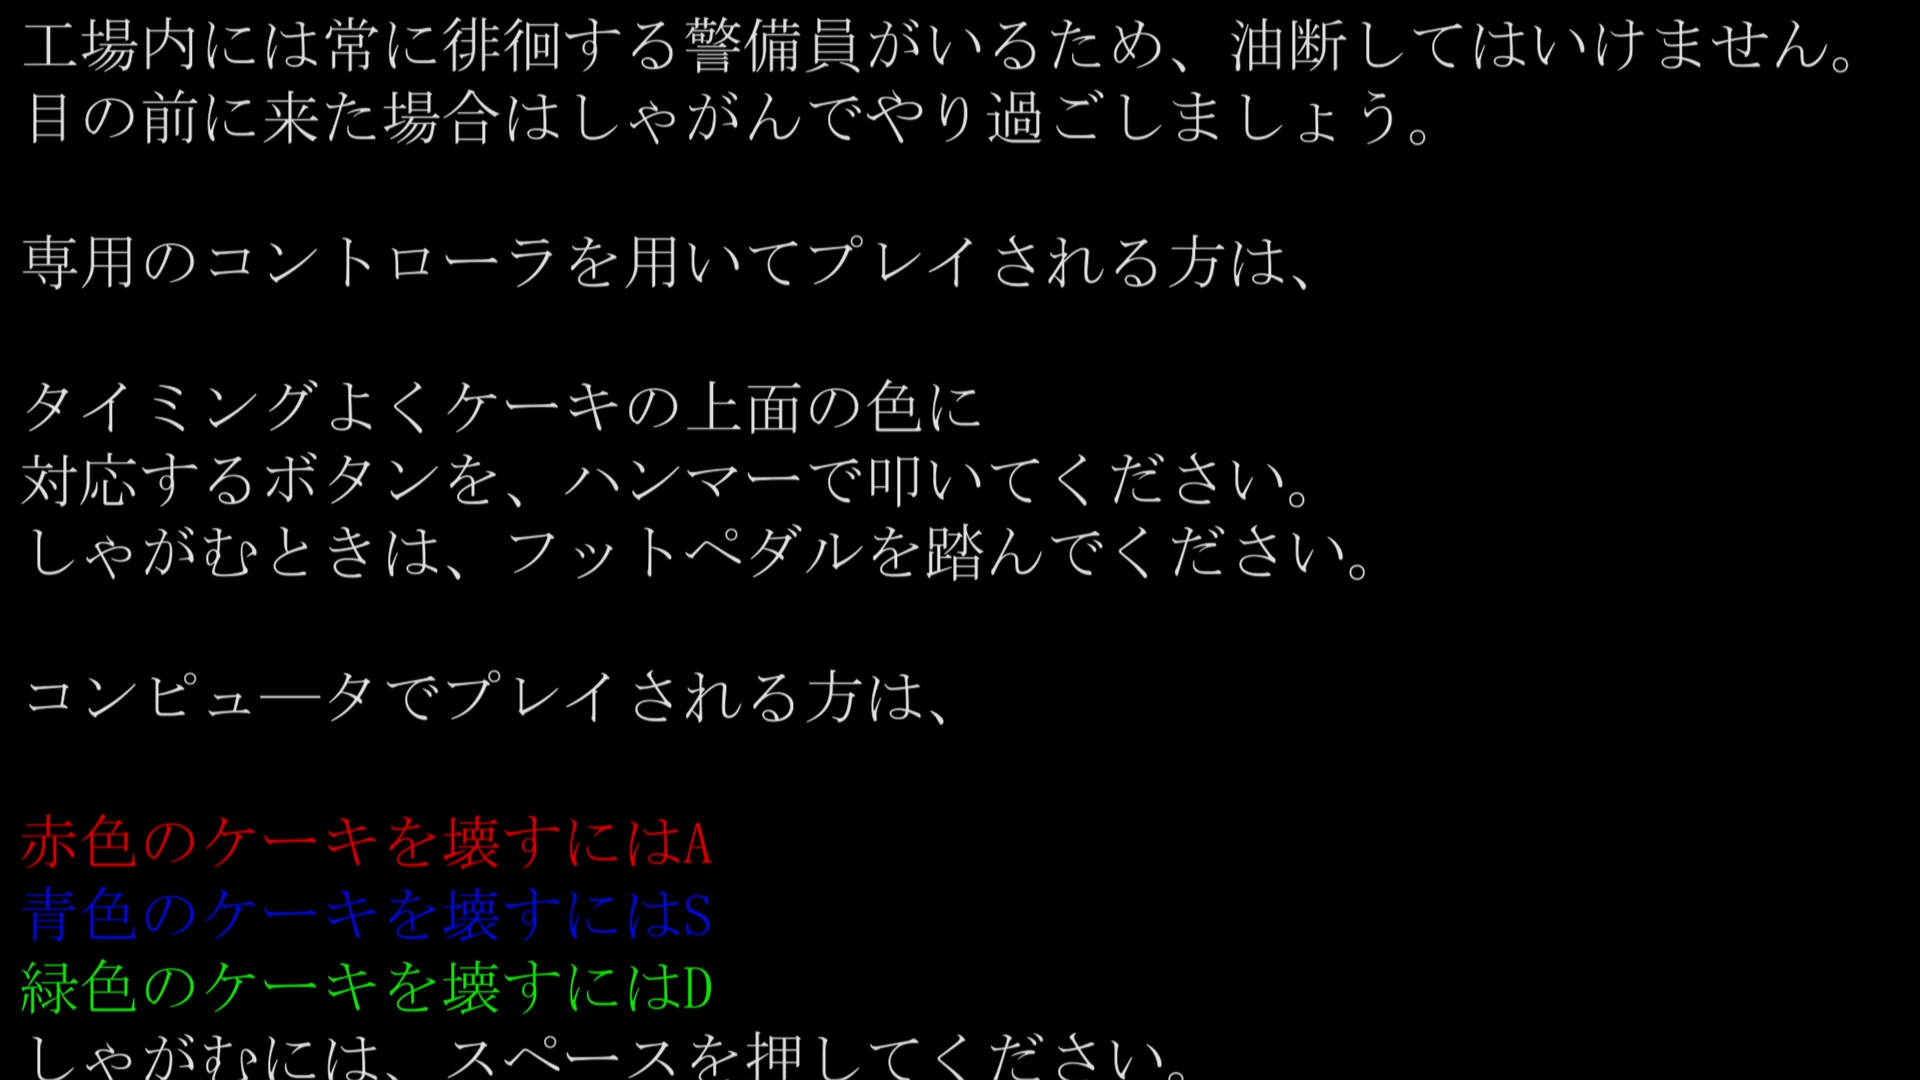 工場内には常に徘徊する警備員がいるため、油断してはいけません。
目の前に来た場合はしゃがんでやり過ごしましょう。
専用のコントローラを用いてプレイされる方は、
タイミングよくケーキの上面の色に
対応するボタンを、ハンマーで叩いてください。
しゃがむときは、フットペダルを踏んでください。
コンピュ―タでプレイされる方は、
赤色のケーキを壊すにはA
青色のケーキを壊すにはS
緑色のケーキを壊すにはD
しゃがむには、スペースを押してください。